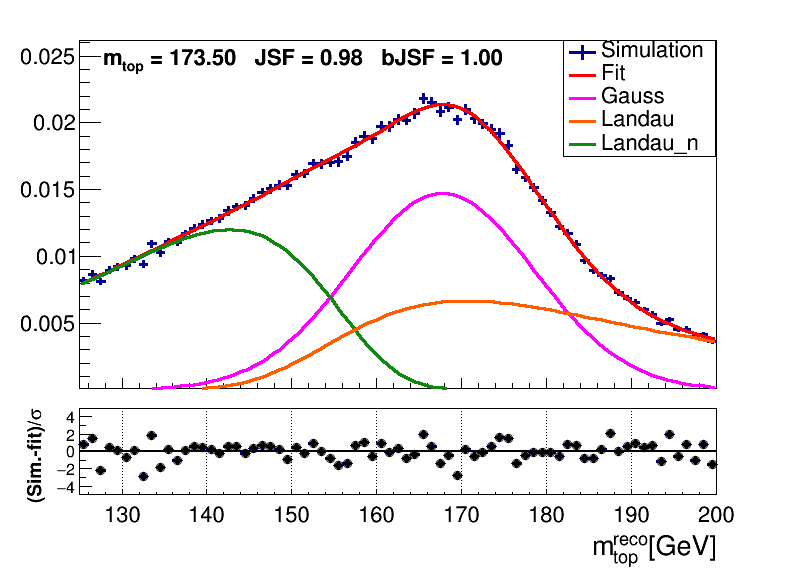 m_top = 173.50 JSF = 0.98 bJSF = 1.00
Simulation
Fit
Gauss
Landau
Landau_n
0.025
0.02
0.015
0.01
0.005
(Sim.-fit)/σ
4
2
0
−2
−4
130 140 150 160 170 180 190 200
m_top^reco[GeV]